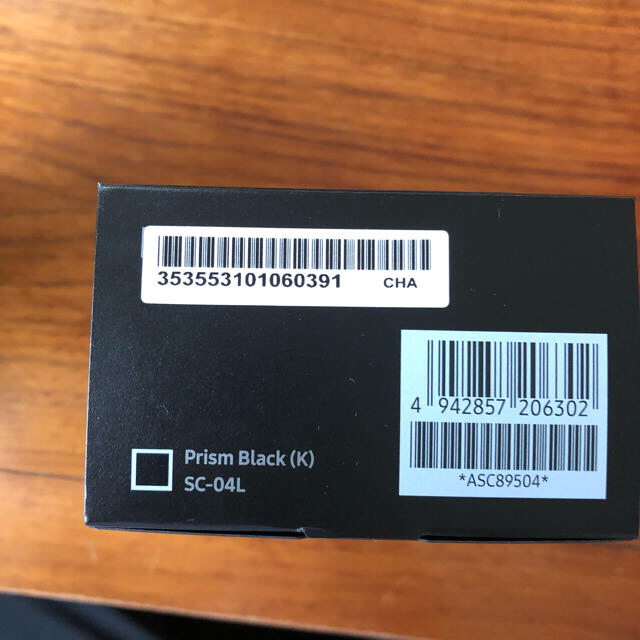 353553101060391 CHA
4 942857 206302
*ASC89504*
Prism Black (K)
SC-04L